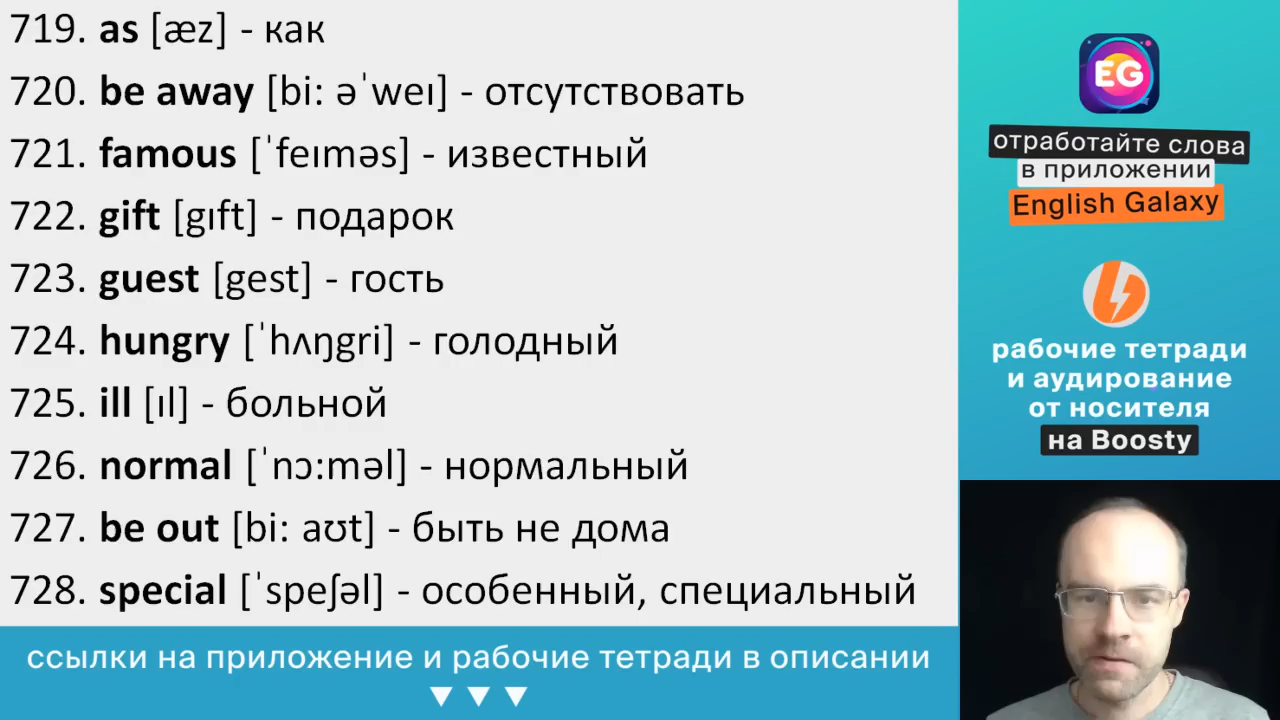 719. as [æz] - как
720. be away [bi: əˈweɪ] - отсутствовать
721. famous [ˈfeɪməs] - известный
722. gift [gɪft] - подарок
723. guest [gest] - гость
724. hungry [ˈhʌŋgri] - голодный
725. ill [ɪl] - больной
726. normal [ˈnɔ:məl] - нормальный
727. be out [bi: aʊt] - быть не дома
728. special [ˈspeʃəl] - особенный, специальный
ссылки на приложение и рабочие тетради в описании
EG
отработайте слова
в приложении
English Galaxy
рабочие тетради
и аудирование
от носителя
на Boosty